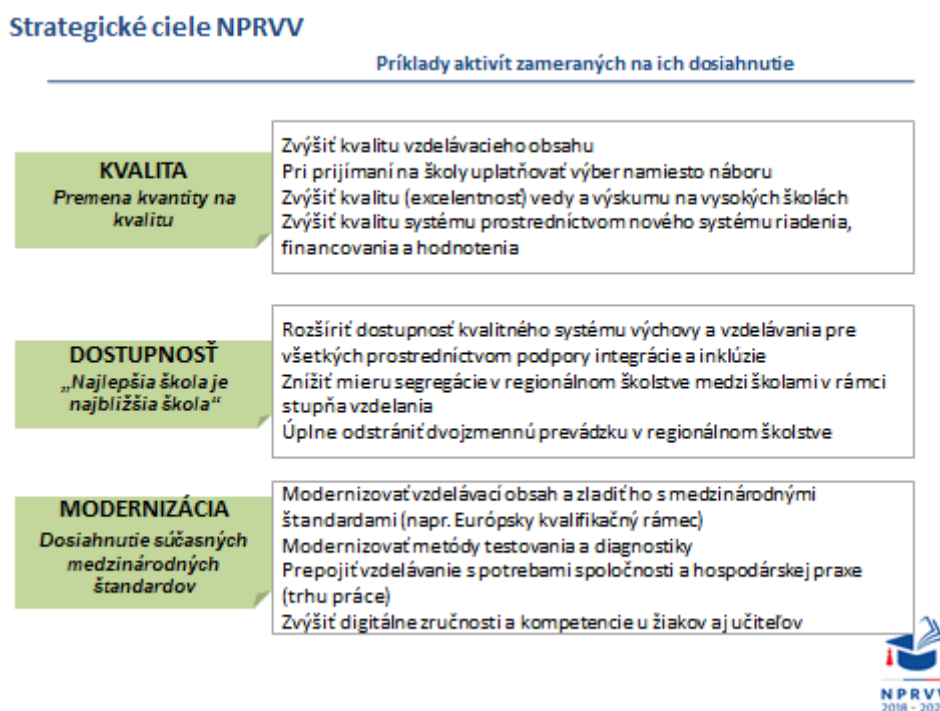 Strategické ciele NPRVV
Príklady aktivít zameraných na ich dosiahnutie
KVALITA
Premena kvantity na
kvalitu
Zvýšiť kvalitu vzdelávacieho obsahu
Pri prijímaní na školy uplatňovať výber namiesto náboru
Zvýšiť kvalitu (excelentnosť) vedy a výskumu na vysokých školách
Zvýšiť kvalitu systému prostredníctvom nového systému riadenia,
financovania a hodnotenia
DOSTUPNOSŤ
„Najlepšia škola je
najbližšia škola“
Rozšíriť dostupnosť kvalitného systému výchovy a vzdelávania pre
všetkých prostredníctvom podpory integrácie a inklúzie
Znížiť mieru segregácie v regionálnom školstve medzi školami v rámci
stupňa vzdelania
Úplne odstrániť dvojzmennú prevádzku v regionálnom školstve
MODERNIZÁCIA
Dosiahnutie súčasných
medzinárodných
štandardov
Modernizovať vzdelávací obsah a zladiť ho s medzinárodnými
štandardami (napr. Európsky kvalifikačný rámec)
Modernizovať metódy testovania a diagnostiky
Prepojiť vzdelávanie s potrebami spoločnosti a hospodárskej praxe
(trhu práce)
Zvýšiť digitálne zručnosti a kompetencie u žiakov aj učiteľov
NPRVV
2018 -